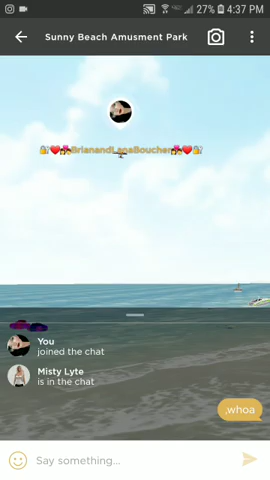 27% 4:37 PM
Sunny Beach Amusment Park
BrianandLanaBoucher
You
joined the chat
Misty Lyte
is in the chat
,whoa
Say something...